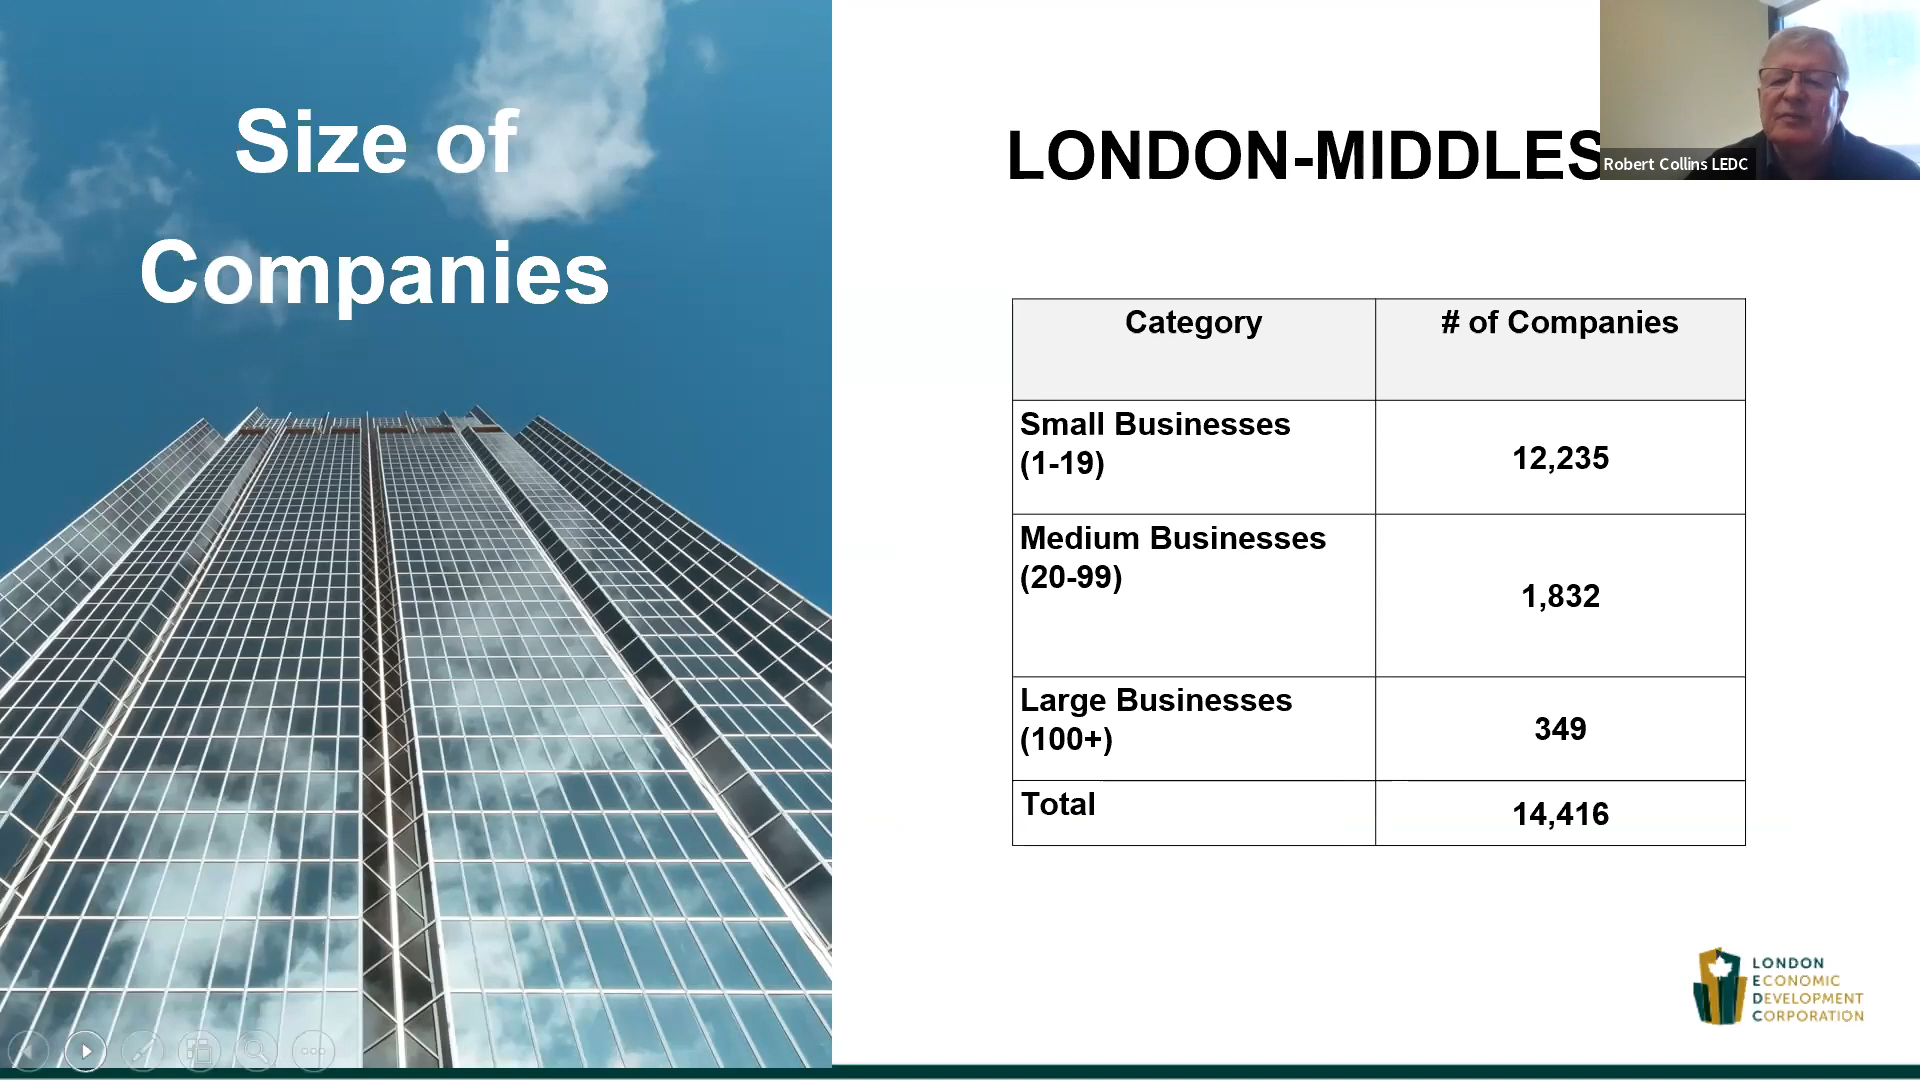 Size of
Companies
LONDON-MIDDLES
Robert Collins LEDC
Category # of Companies
Small Businesses
(1-19)
12,235
Medium Businesses
(20-99)
1,832
Large Businesses
(100+)
349
Total 14,416
LONDON
ECONOMIC
DEVELOPMENT
CORPORATION